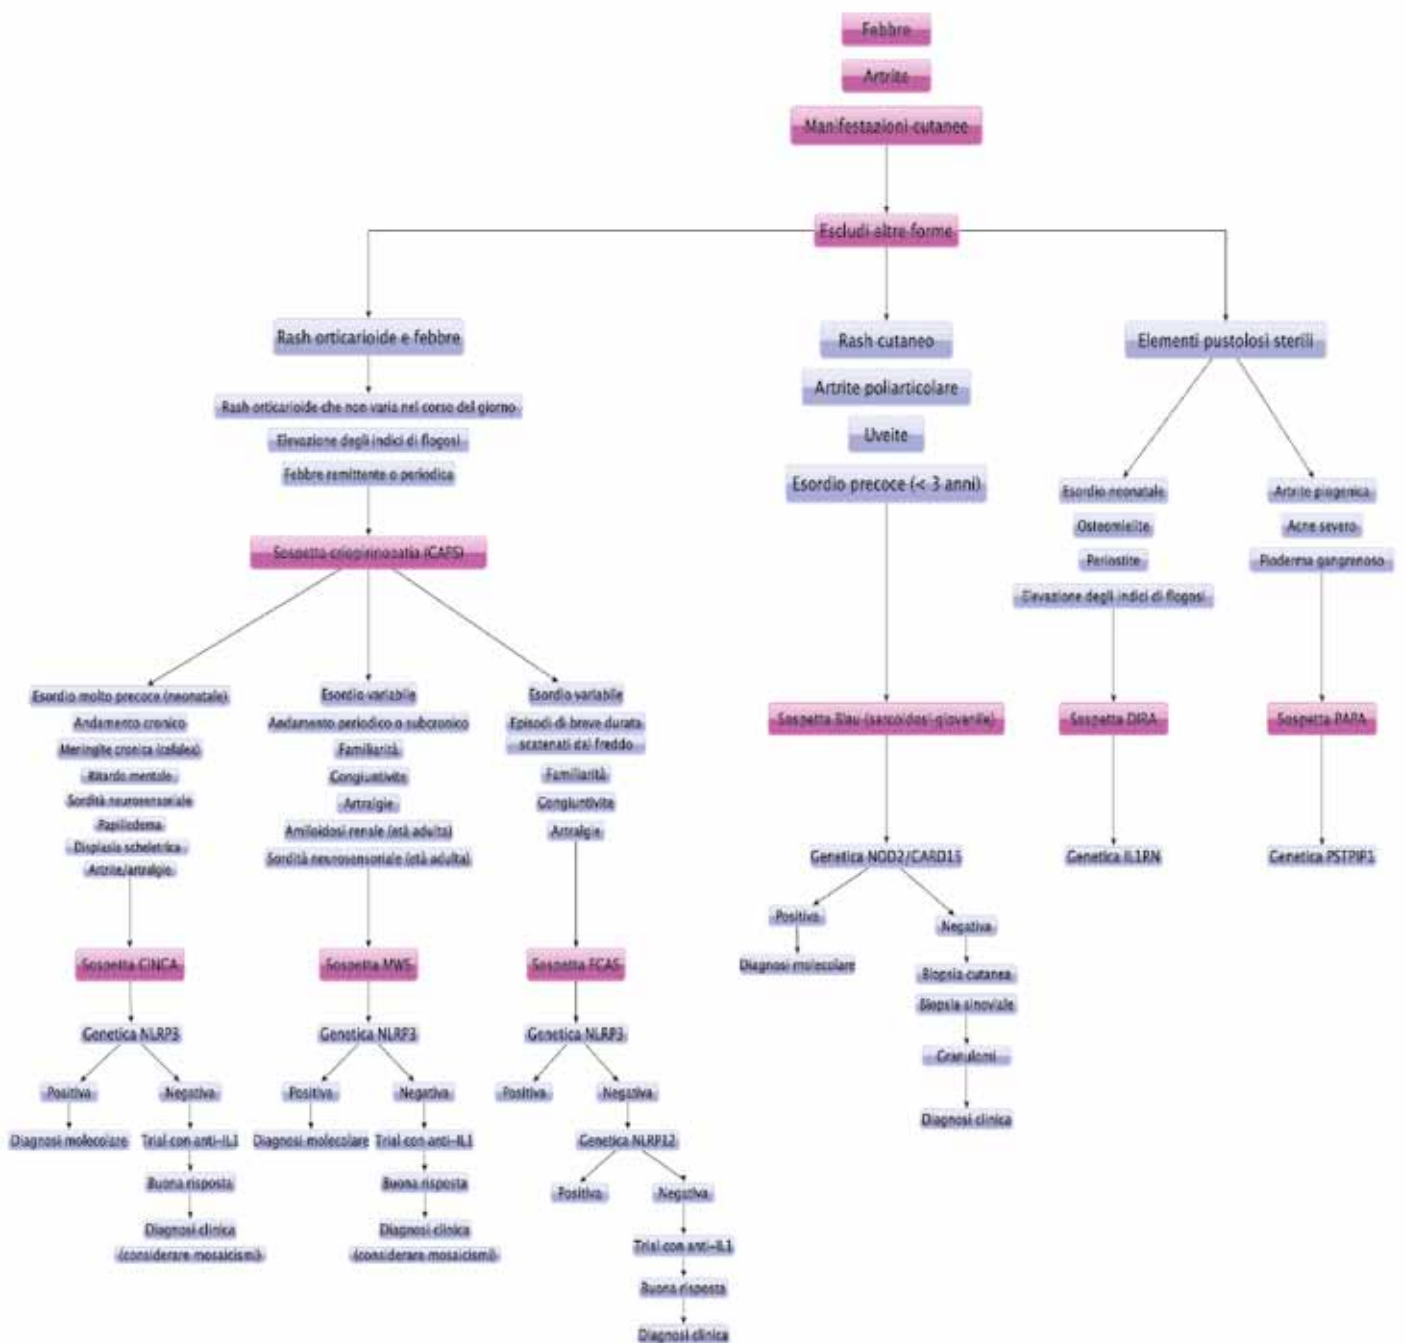 Febbre
Artrite
Manifestazioni cutanee
Escludi altre forme
Rash orticarioide e febbre
Rash orticarioide che non varia nel corso del giorno
Elevazione degli indici di flogosi
Febbre remittente o periodica
Sospetta criopirinopatia (CAPS)
Esordio molto precoce (neonatale)
Andamento cronico
Meningite cronica (cefalea)
Ritardo mentale
Sordità neurosensoriale
Papilledema
Displasia scheletrica
Artrite/artralgie
Sospetta CINCA
Genetica NLRP3
Positiva
Diagnosi molecolare
Negativa
Trial con anti-IL1
Buona risposta
Diagnosi clinica
(considerare mosaicismi)
Esordio variabile
Andamento periodico o subcronico
Familiarità
Congiuntivite
Artralgie
Amiloidosi renale (età adulta)
Sordità neurosensoriale (età adulta)
Sospetta MWS
Genetica NLRP3
Positiva
Diagnosi molecolare
Negativa
Trial con anti-IL1
Buona risposta
Diagnosi clinica
(considerare mosaicismi)
Esordio variabile
Episodi di breve durata
scatenati dal freddo
Familiarità
Congiuntivite
Artralgie
Sospetta FCAS
Genetica NLRP3
Positiva
Negativa
Genetica NLRP12
Positiva
Negativa
Trial con anti-IL1
Buona risposta
Diagnosi clinica
Rash cutaneo
Artrite poliarticolare
Uveite
Esordio precoce (< 3 anni)
Sospetta Blau (sarcoidosi giovenile)
Genetica NOD2/CARD15
Positiva
Diagnosi molecolare
Negativa
Biopsia cutanea
Biopsia sinoviale
Granulomi
Diagnosi clinica
Elementi pustolosi sterili
Esordio neonatale
Osteomielite
Periostite
Elevazione degli indici di flogosi
Sospetta DIRA
Genetica IL1RN
Artrite piogenica
Acne severo
Pioderma gangrenoso
Sospetta PAPA
Genetica PSTPIP1